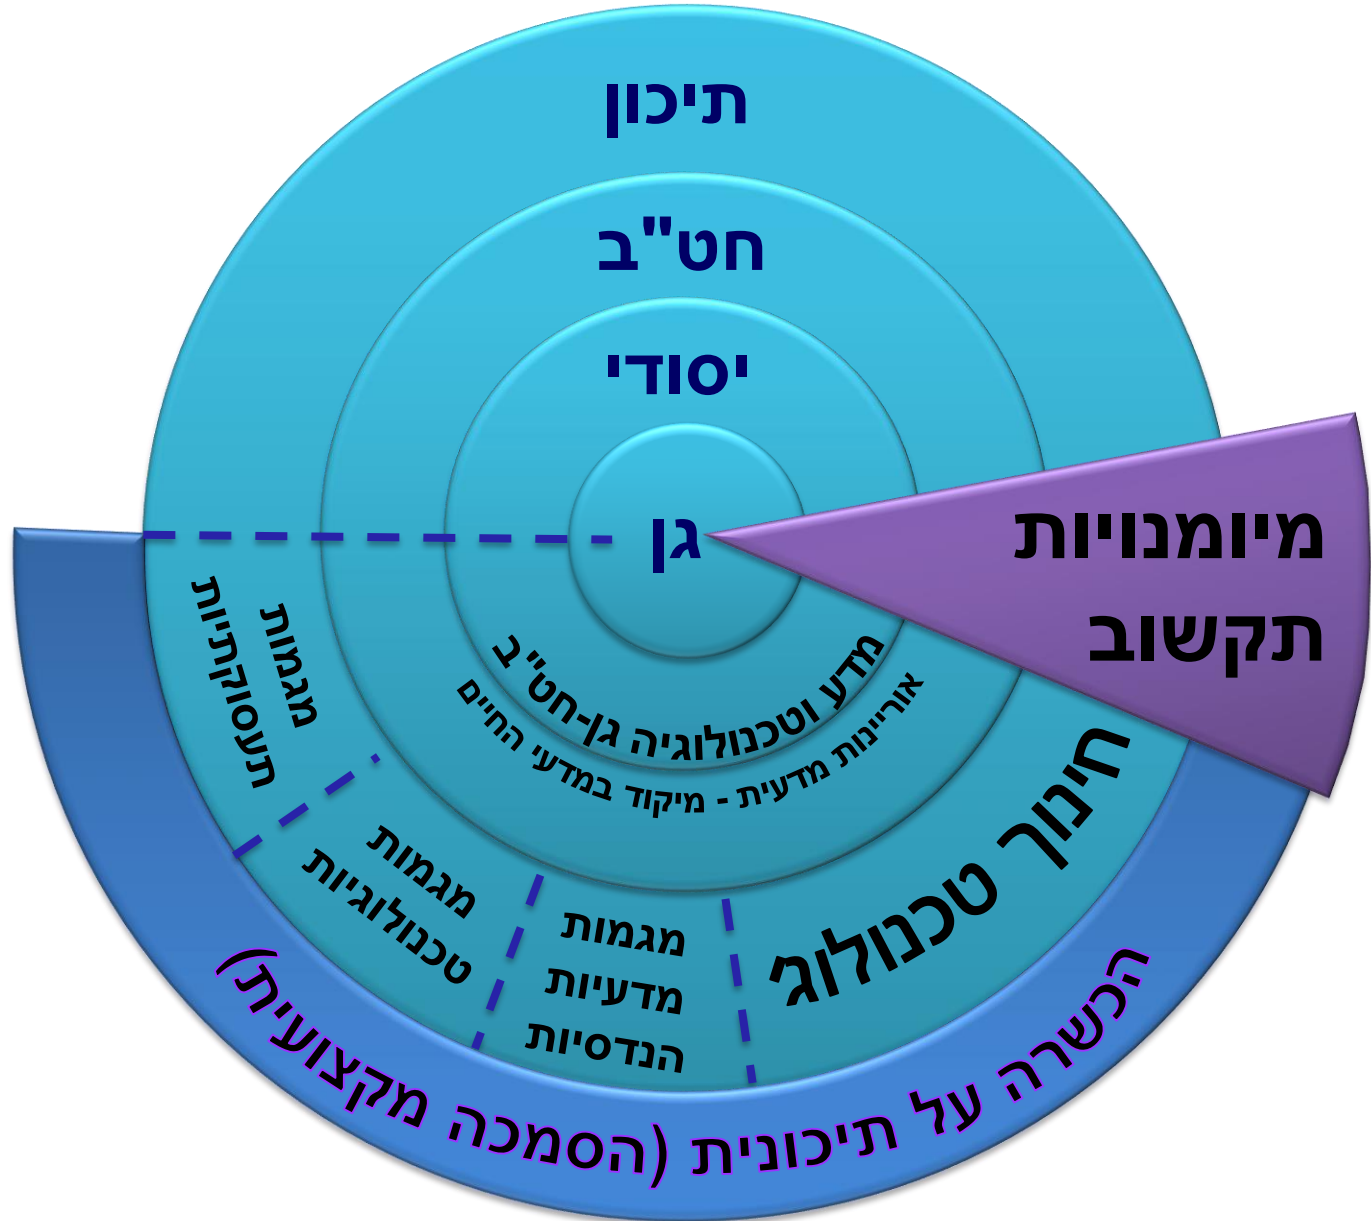 תיכון
חט"ב
יסודי
גן
מיומנויות
תקשוב
מדע וטכנולוגיה גן-חט"ב
אוריינות מדעית - מיקוד במדעי החיים
חינוך טכנולוג'
מגמות
מדעיות
הנדסיות
מגמות
טכנולוגיות
מגמות
תעסוקתיות
הכשרה על תיכונית (הסמכה מקצועית)